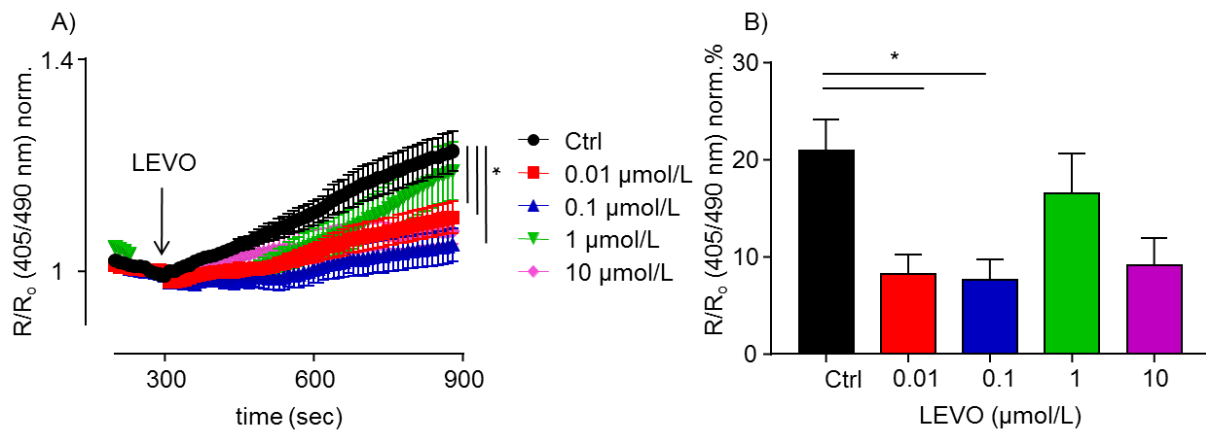 A)
R/R₀ (405/490 nm) norm.
1.4
1
LEVO
300
600
900
time (sec)
Ctrl
0.01 µmol/L
0.1 µmol/L
1 µmol/L
10 µmol/L
*
B)
R/R₀ (405/490 nm) norm.%
30
20
10
0
*
Ctrl
0.01
0.1
1
10
LEVO (µmol/L)